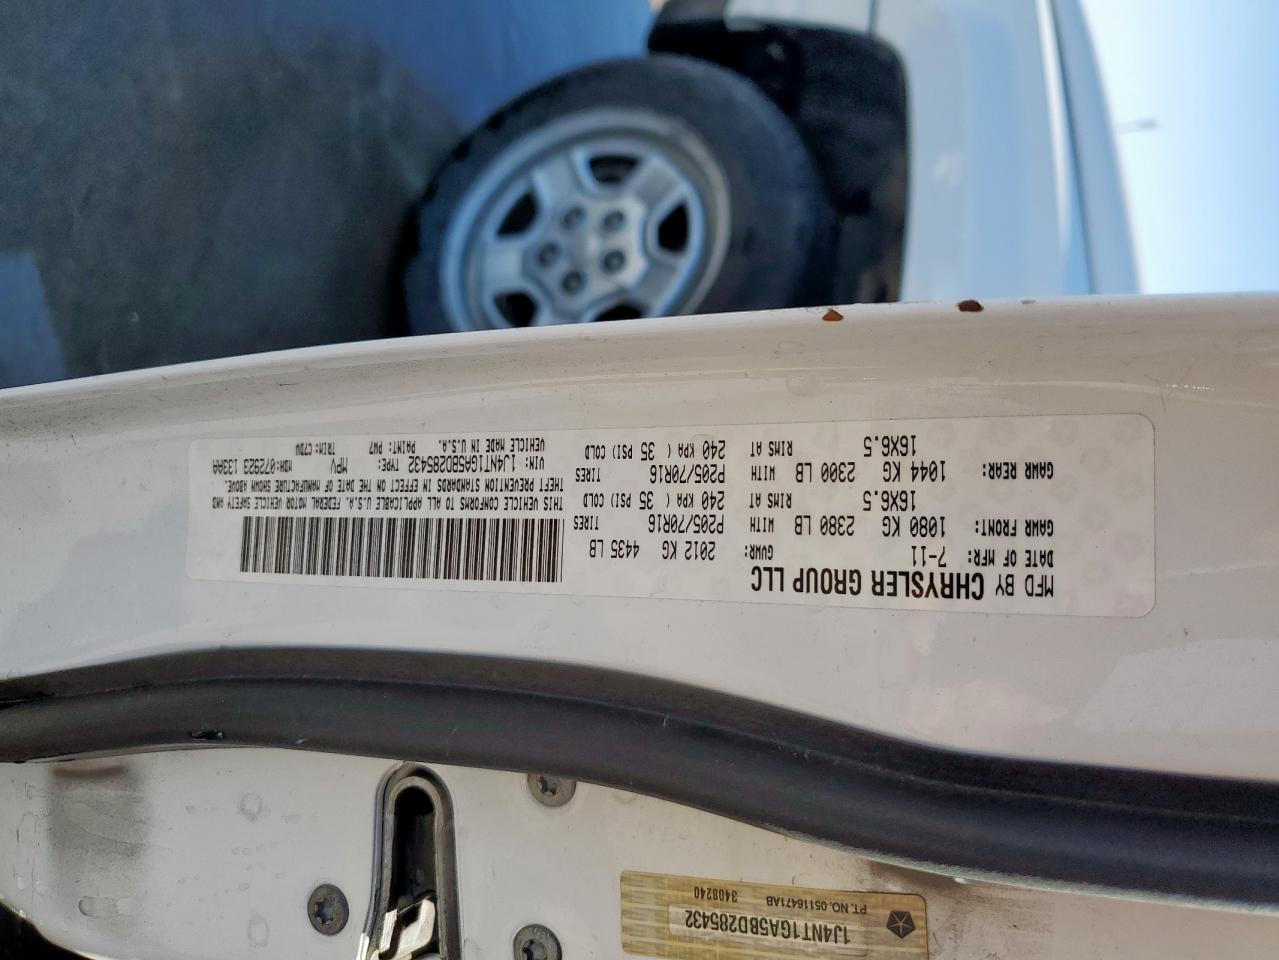 MFD BY CHRYSLER GROUP LLC
DATE OF MFR: 7-11 GVWR: 2012 KG 4435 LB
GAWR FRONT: 1080 KG 2380 LB WITH P205/70R16 TIRES
16X6.5 RIMS AT 240 KPA ( 35 PSI) COLD
GAWR REAR: 1044 KG 2300 LB WITH P205/70R16 TIRES
16X6.5 RIMS AT 240 KPA ( 35 PSI) COLD
THIS VEHICLE CONFORMS TO ALL APPLICABLE U.S.A. FEDERAL MOTOR VEHICLE SAFETY AND
THEFT PREVENTION STANDARDS IN EFFECT ON THE DATE OF MANUFACTURE SHOWN ABOVE.
VIN: 1J4NT1GA5BD285432 TYPE: MPV MDH:072923 133AA
VEHICLE MADE IN U.S.A. PAINT: PW7 TRIM: C7DV
1J4NT1GA5BD285432
PT.NO. 05116471AB
3408240